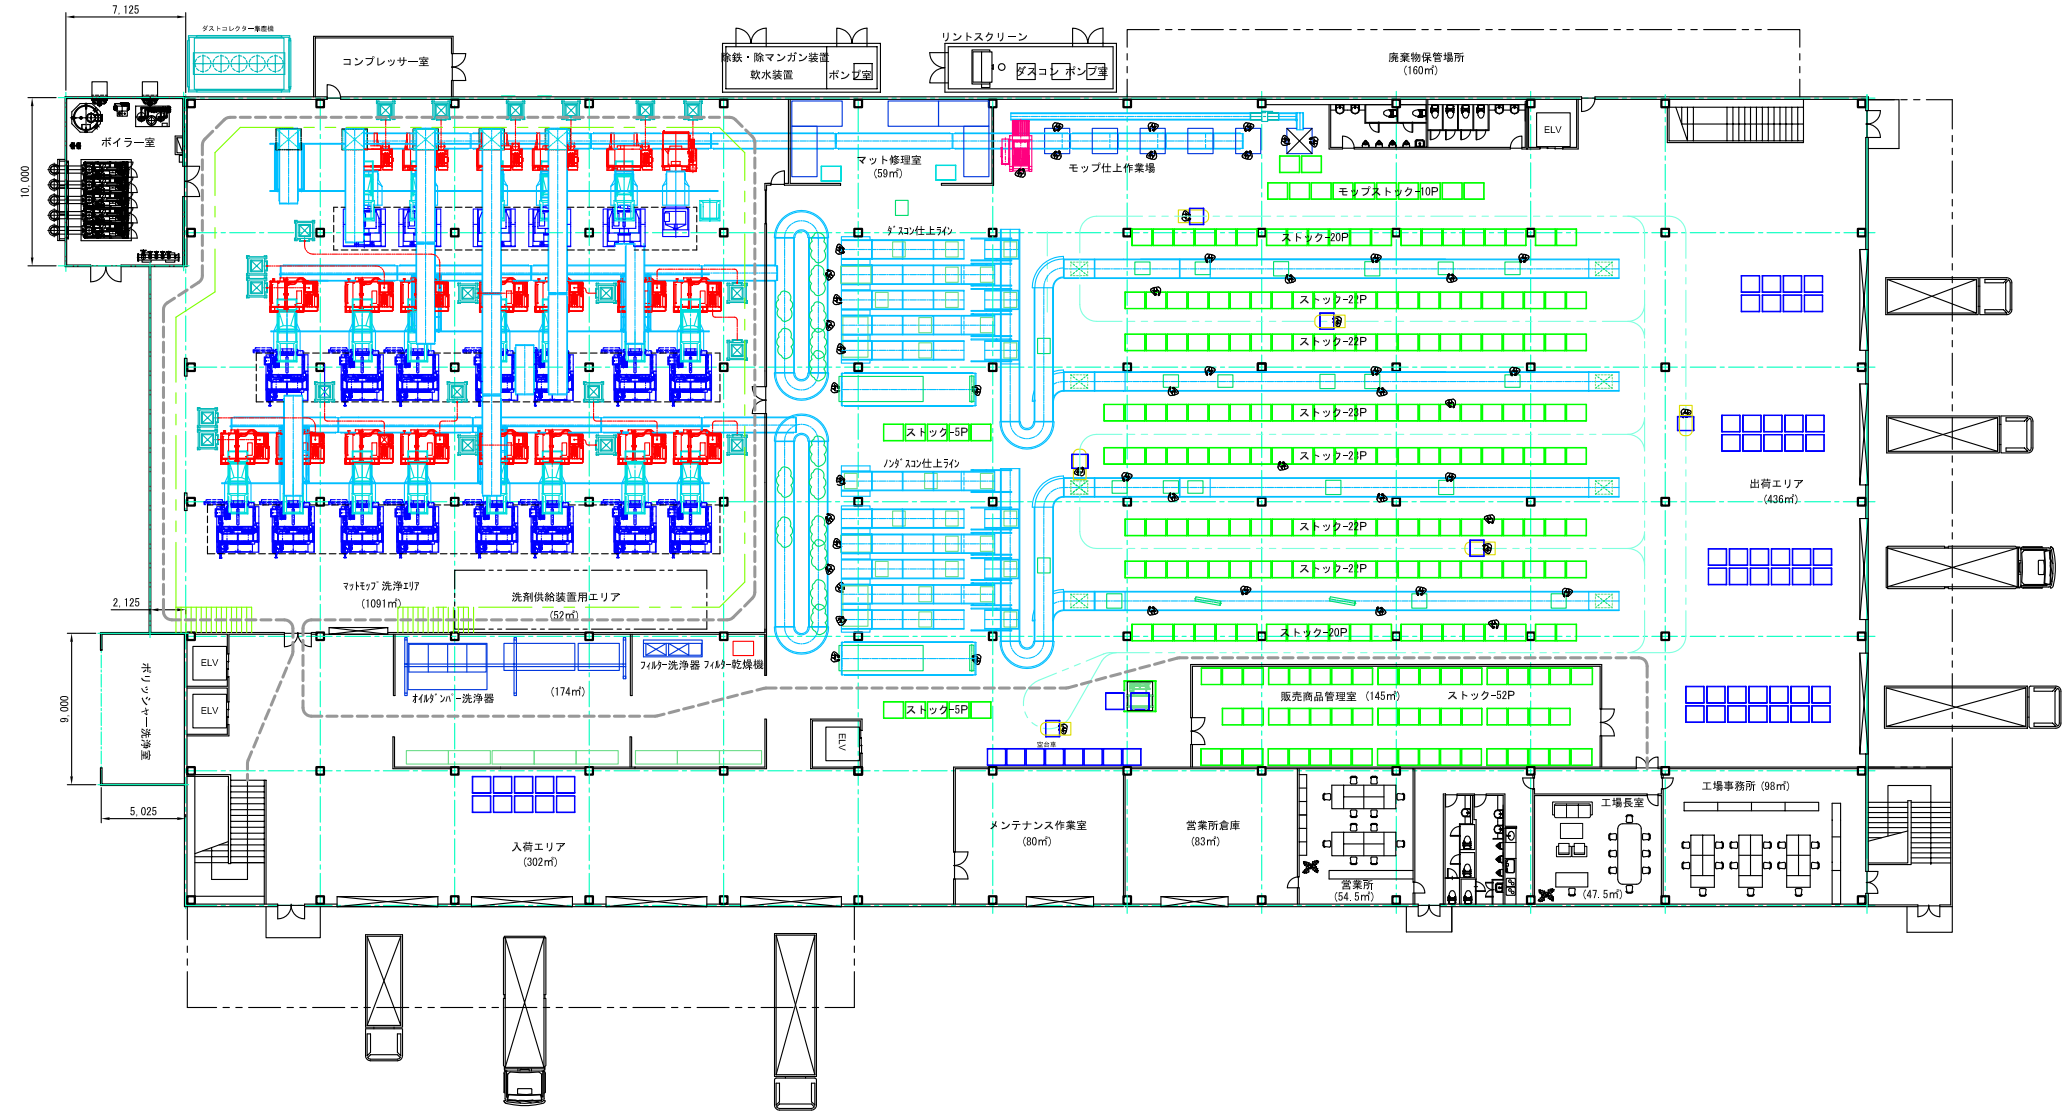 7,125
ダストコレクター集塵機
コンプレッサー室
除鉄・除マンガン装置
軟水装置
ポンプ室
リントスクリーン
ダスコン ポンプ室
廃棄物保管場所
(160㎡)
10,000
ボイラー室
マット修理室
(59㎡)
モップ仕上作業場
ELV
モップストック-10P
ダスコン仕上ライン
ストック-20P
ストック-22P
ストック-22P
ストック-23P
ストック-5P
ノンダスコン仕上ライン
ストック-23P
出荷エリア
(436㎡)
ストック-22P
ストック-22P
マットモップ洗浄エリア
(1091㎡)
洗剤供給装置用エリア
(52㎡)
2,125
ストック-20P
9,000
ポリッシャー洗浄室
ELV
ELV
オイルダンパー洗浄器
(174㎡)
フィルター洗浄器
フィルター乾燥機
ストック-5P
販売商品管理室 (145㎡)
ストック-52P
ELV
空台車
5,025
入荷エリア
(302㎡)
メンテナンス作業室
(80㎡)
営業所倉庫
(83㎡)
営業所
(54.5㎡)
工場長室
(47.5㎡)
工場事務所 (98㎡)